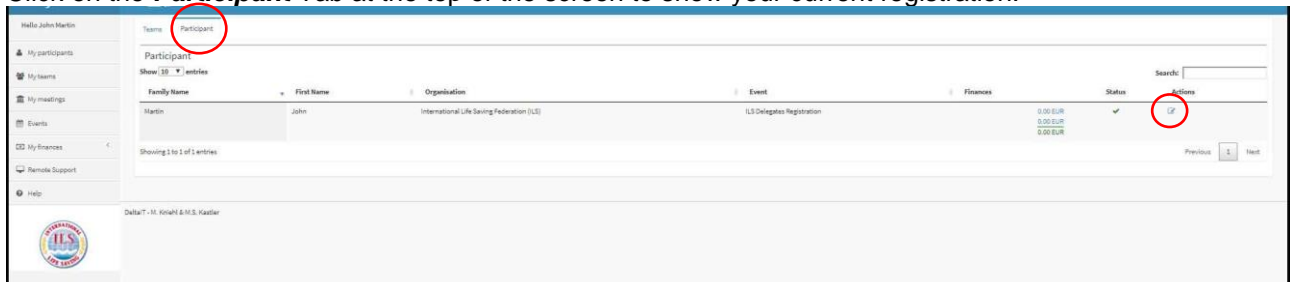 Click on the Participant Tab at the top of the screen to show your current registration.
Hello John Martin
Teams Participant
My participants
Participant
Show 10 entries
Search:
My teams
Family Name First Name Organisation Event Finances Status Actions
My meetings
Martin John International Life Saving Federation (ILS) ILS Delegates Registration 0.00 EUR
0.00 EUR
0.00 EUR
Events
My finances
Showing 1 to 1 of 1 entries
Previous 1 Next
Remote Support
Help
DeltaIT - M. Kniehl & M.S. Kastler
INTERNATIONAL
ILS
LIFE SAVING